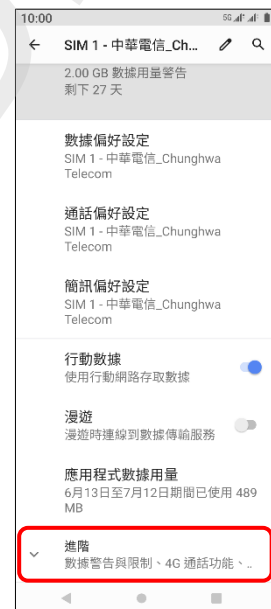 10:00 5G
SIM 1 - 中華電信_Ch...
2.00 GB 數據用量警告
剩下 27 天
數據偏好設定
SIM 1 - 中華電信_Chunghwa
Telecom
通話偏好設定
SIM 1 - 中華電信_Chunghwa
Telecom
簡訊偏好設定
SIM 1 - 中華電信_Chunghwa
Telecom
行動數據
使用行動網路存取數據
漫遊
漫遊時連線到數據傳輸服務
應用程式數據用量
6月13日至7月12日期間已使用 489
MB
進階
數據警告與限制、4G 通話功能、..